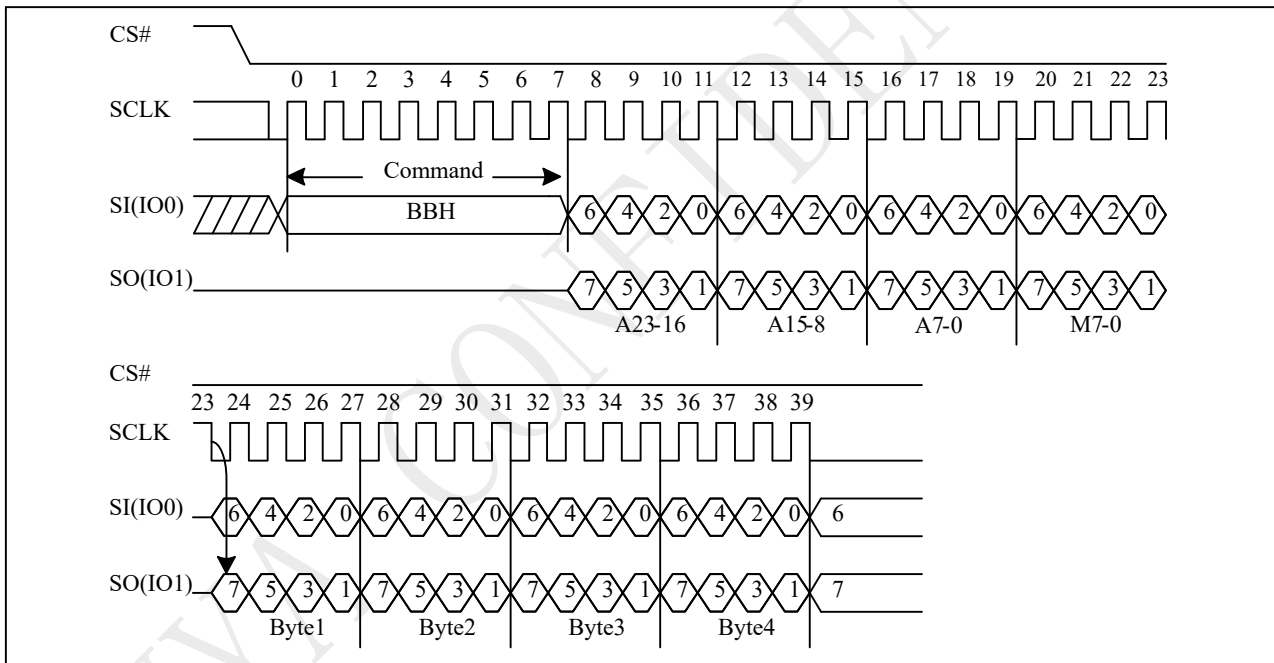 CS#
0 1 2 3 4 5 6 7 8 9 10 11 12 13 14 15 16 17 18 19 20 21 22 23
SCLK
Command
SI(IO0) BBH 6 4 2 0 6 4 2 0 6 4 2 0 6 4 2 0
SO(IO1) 7 5 3 1 7 5 3 1 7 5 3 1 7 5 3 1
A23-16 A15-8 A7-0 M7-0
CS#
23 24 25 26 27 28 29 30 31 32 33 34 35 36 37 38 39
SCLK
SI(IO0) 6 4 2 0 6 4 2 0 6 4 2 0 6 4 2 0 6
SO(IO1) 7 5 3 1 7 5 3 1 7 5 3 1 7 5 3 1 7
Byte1 Byte2 Byte3 Byte4